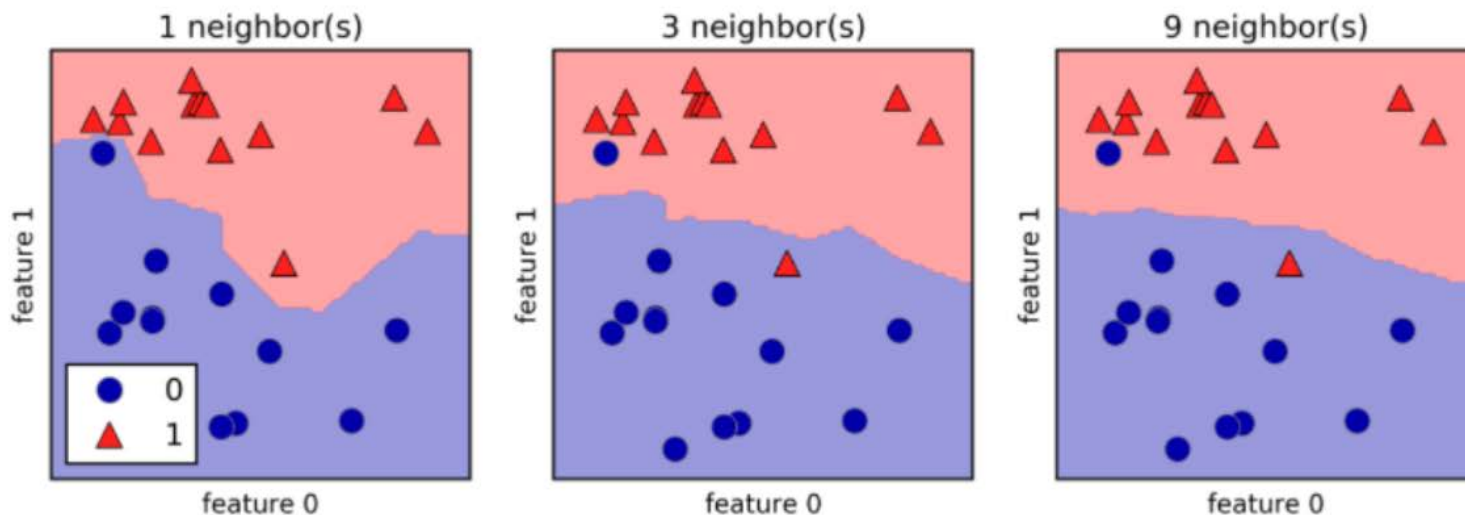 1 neighbor(s)
3 neighbor(s)
9 neighbor(s)
feature 1
feature 1
feature 1
0
1
feature 0
feature 0
feature 0